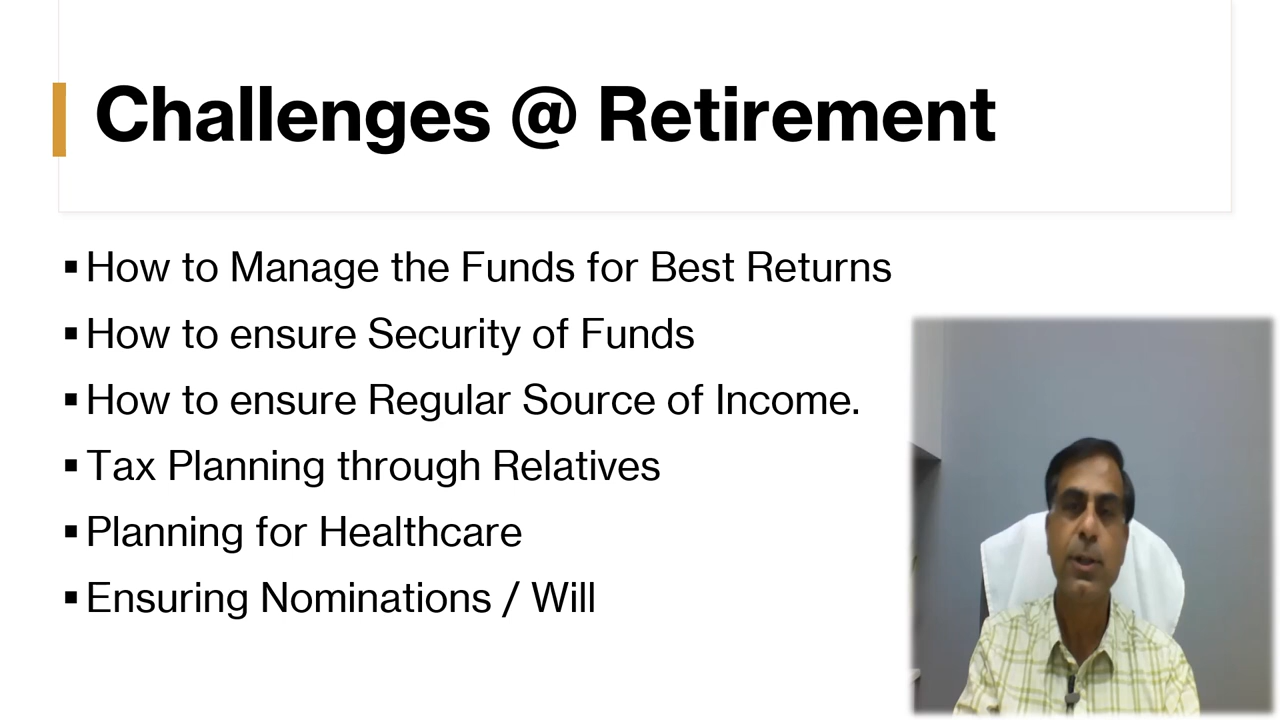 Challenges @ Retirement
▪ How to Manage the Funds for Best Returns
▪ How to ensure Security of Funds
▪ How to ensure Regular Source of Income.
▪ Tax Planning through Relatives
▪ Planning for Healthcare
▪ Ensuring Nominations / Will